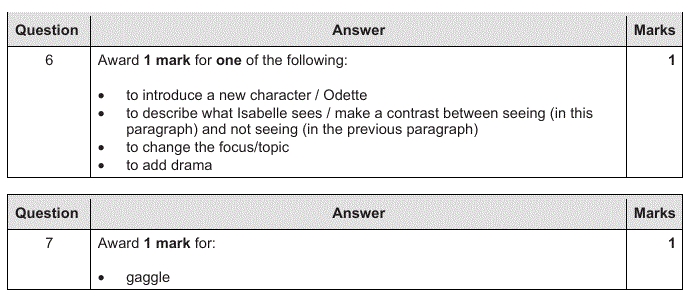 Question Answer Marks
6 Award 1 mark for one of the following: 1
• to introduce a new character / Odette
• to describe what Isabelle sees / make a contrast between seeing (in this
paragraph) and not seeing (in the previous paragraph)
• to change the focus/topic
• to add drama
Question Answer Marks
7 Award 1 mark for: 1
• gaggle